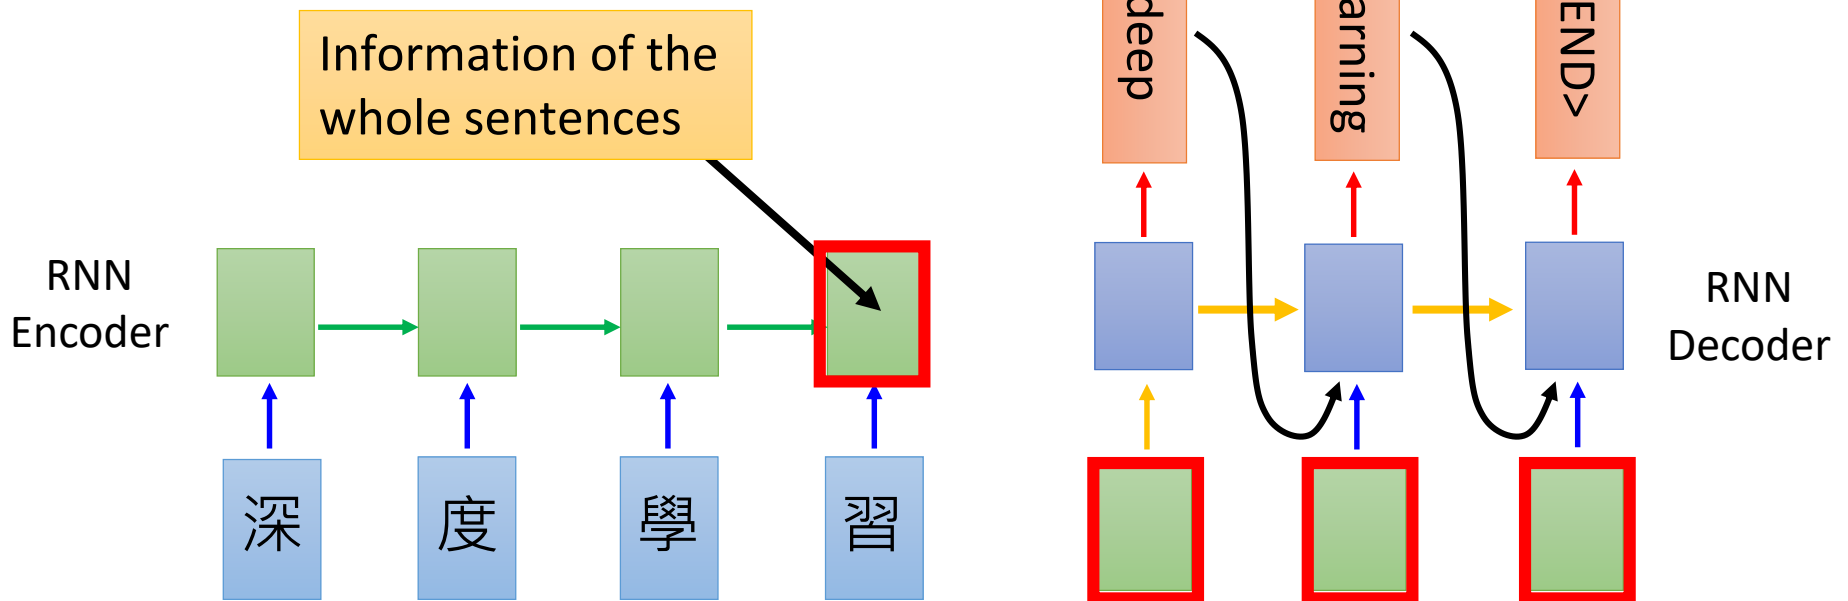 Information of the
whole sentences
deep
arning
END>
RNN
Encoder
RNN
Decoder
深
度
學
習